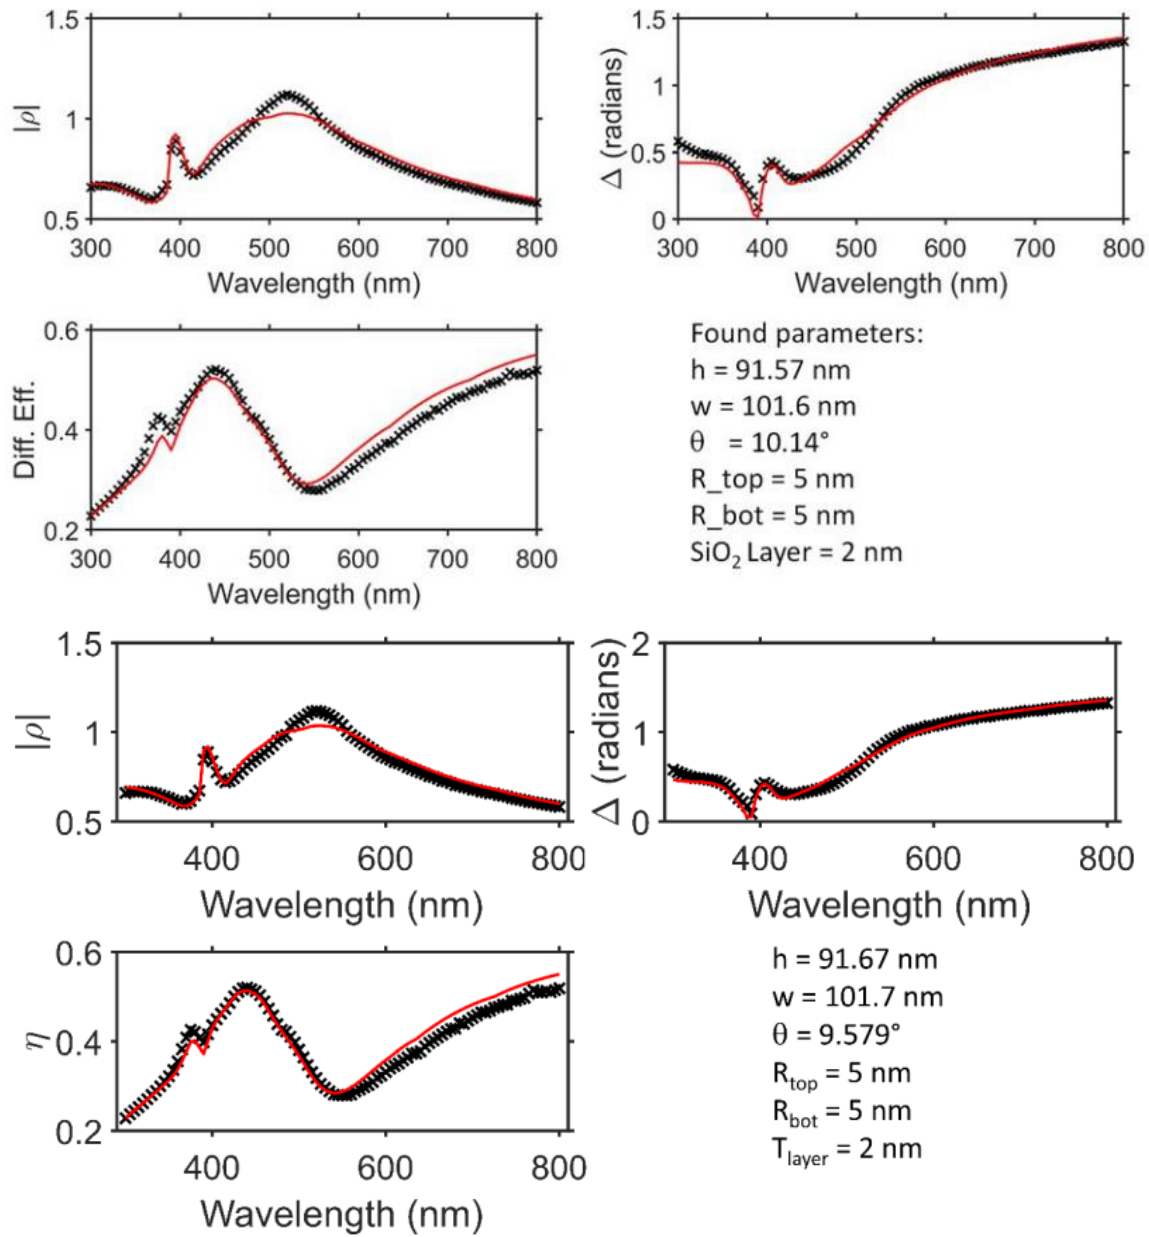 1.5
1
0.5
|ρ|
300 400 500 600 700 800
Wavelength (nm)
1.5
1
0.5
0
Δ (radians)
300 400 500 600 700 800
Wavelength (nm)
0.6
0.4
0.2
Diff. Eff.
300 400 500 600 700 800
Wavelength (nm)
Found parameters:
h = 91.57 nm
w = 101.6 nm
θ = 10.14°
R_top = 5 nm
R_bot = 5 nm
SiO₂ Layer = 2 nm
1.5
1
0.5
|ρ|
400 600 800
Wavelength (nm)
2
1
0
Δ (radians)
400 600 800
Wavelength (nm)
0.6
0.4
0.2
η
400 600 800
Wavelength (nm)
h = 91.67 nm
w = 101.7 nm
θ = 9.579°
R_top = 5 nm
R_bot = 5 nm
T_layer = 2 nm